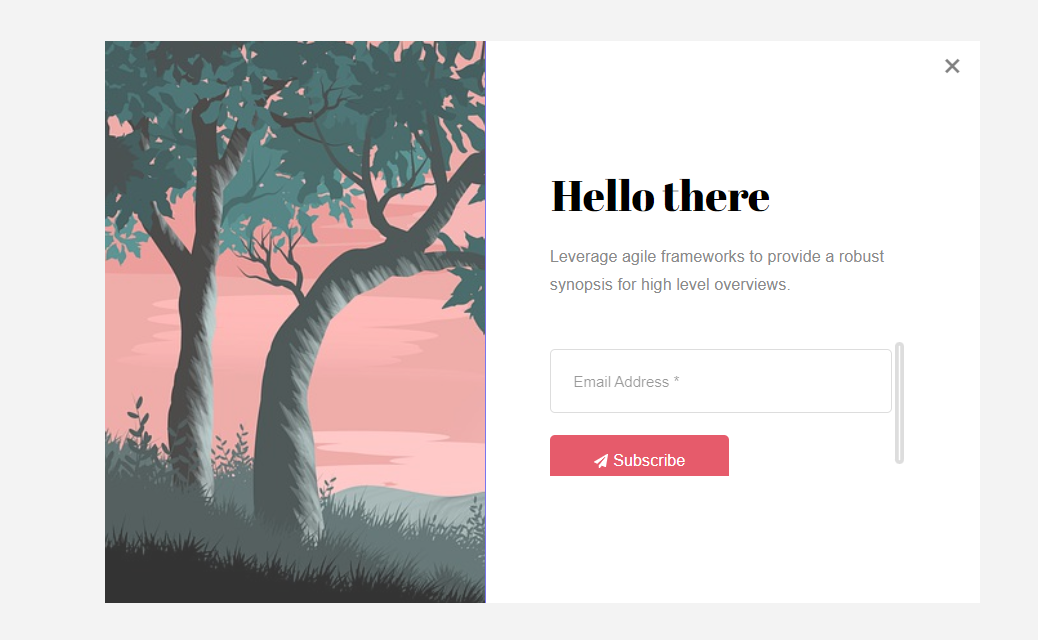 Hello there
Leverage agile frameworks to provide a robust
synopsis for high level overviews.
Email Address *
Subscribe